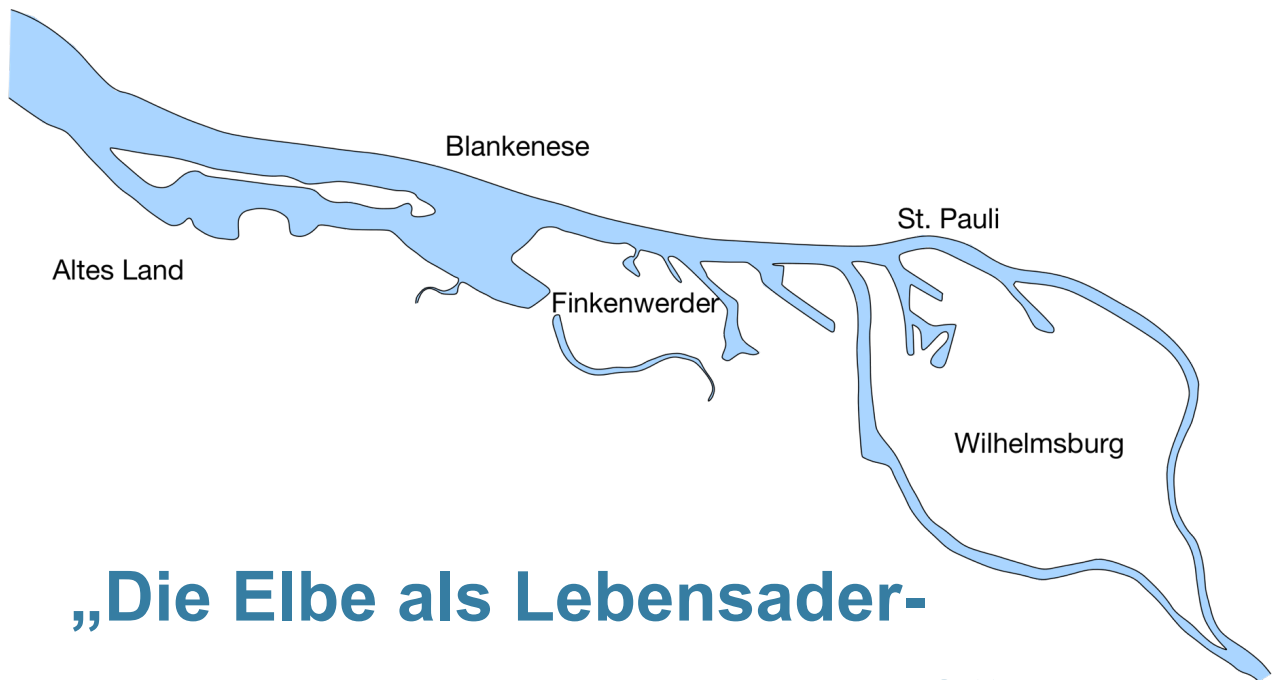 Blankenese
St. Pauli
Altes Land
Finkenwerder
Wilhelmsburg
„Die Elbe als Lebensader-